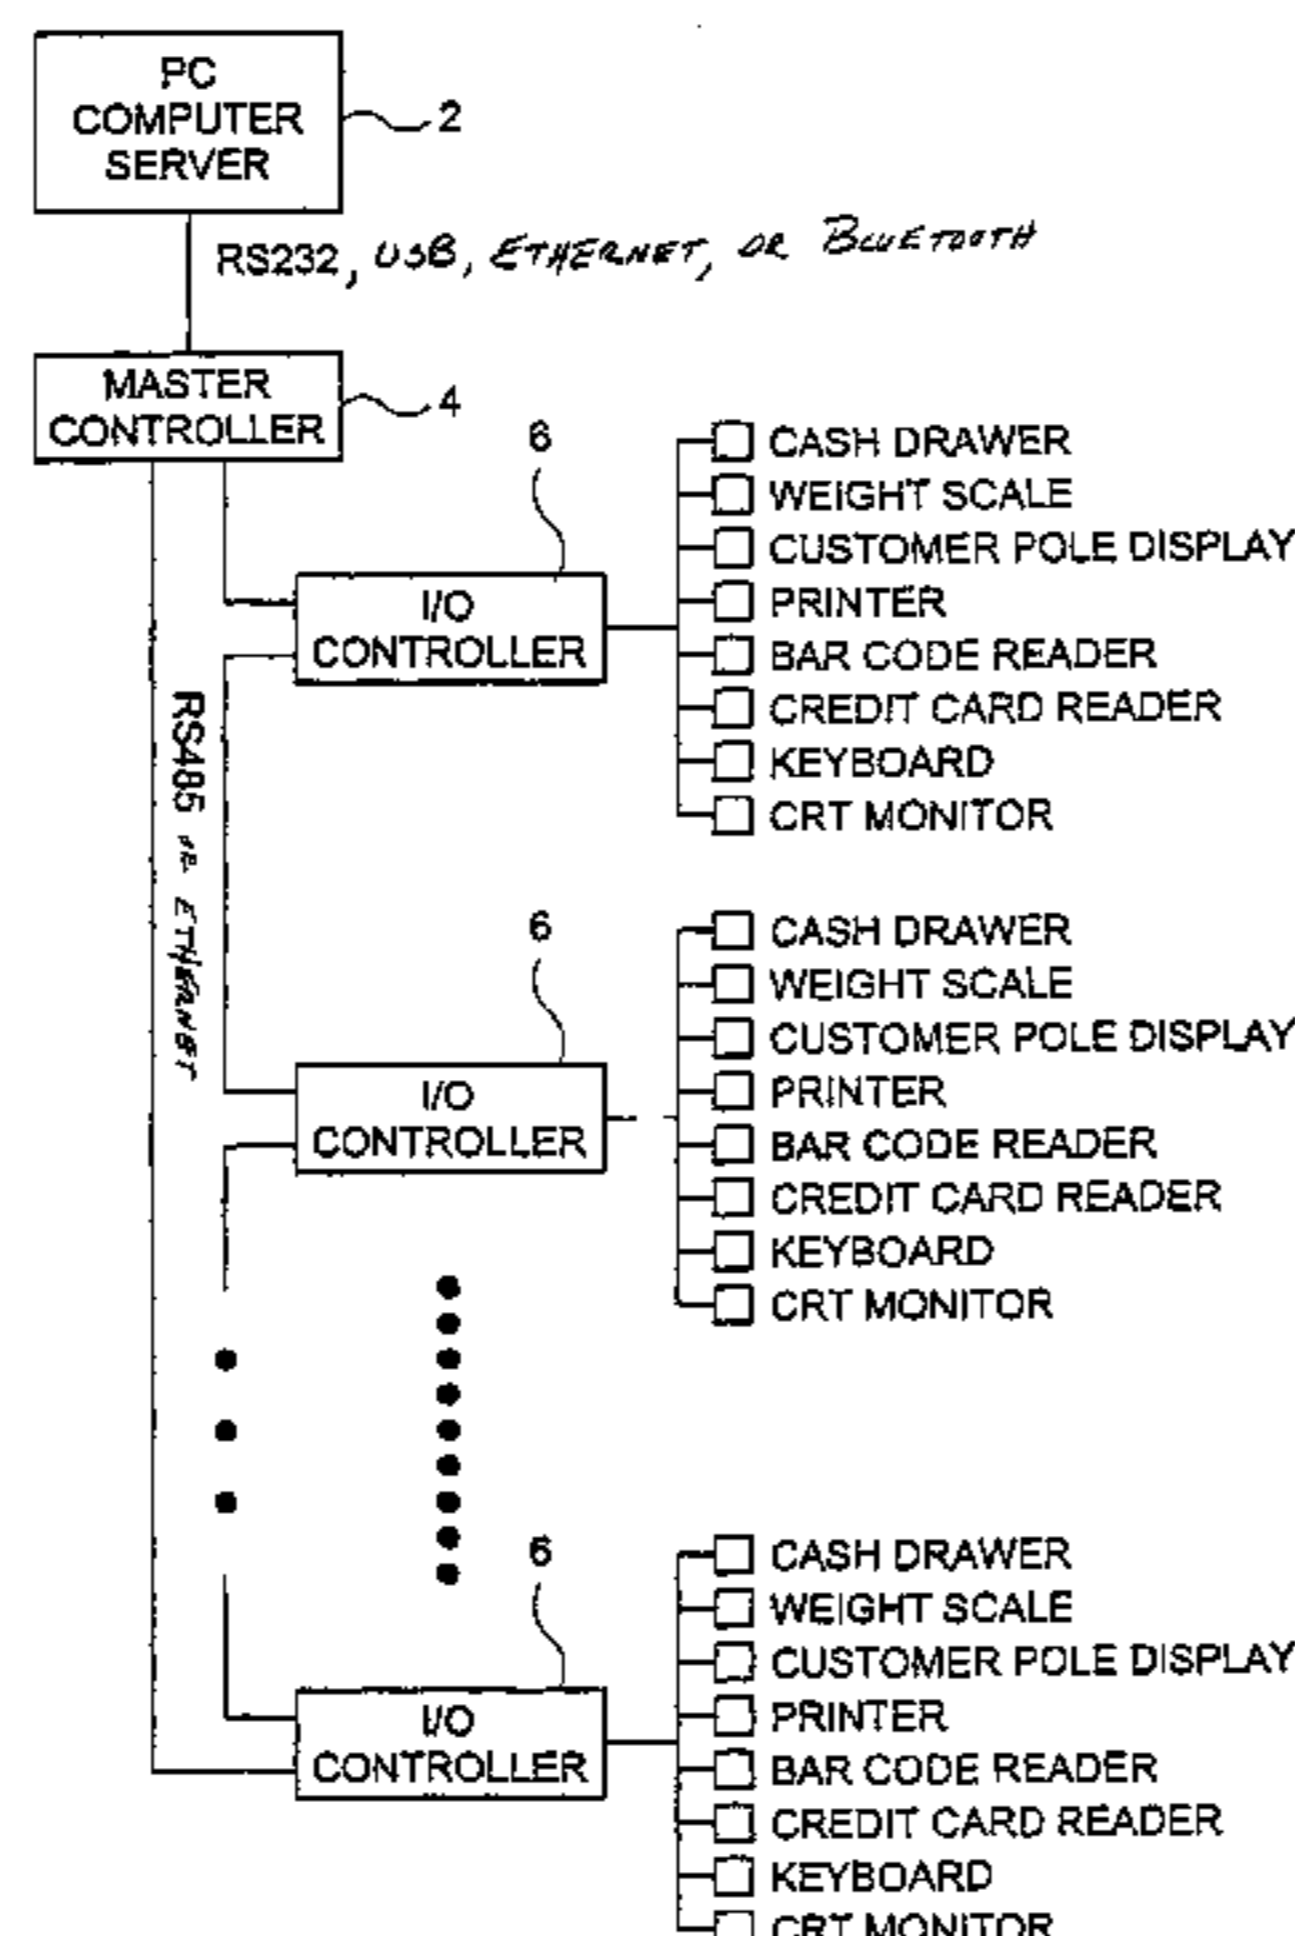 PC
COMPUTER
SERVER
2
RS232, USB, ETHERNET, OR BLUETOOTH
MASTER
CONTROLLER
4
6
I/O
CONTROLLER
CASH DRAWER
WEIGHT SCALE
CUSTOMER POLE DISPLAY
PRINTER
BAR CODE READER
CREDIT CARD READER
KEYBOARD
CRT MONITOR
RS485 OR ETHERNET
6
I/O
CONTROLLER
CASH DRAWER
WEIGHT SCALE
CUSTOMER POLE DISPLAY
PRINTER
BAR CODE READER
CREDIT CARD READER
KEYBOARD
CRT MONITOR
6
I/O
CONTROLLER
CASH DRAWER
WEIGHT SCALE
CUSTOMER POLE DISPLAY
PRINTER
BAR CODE READER
CREDIT CARD READER
KEYBOARD
CRT MONITOR